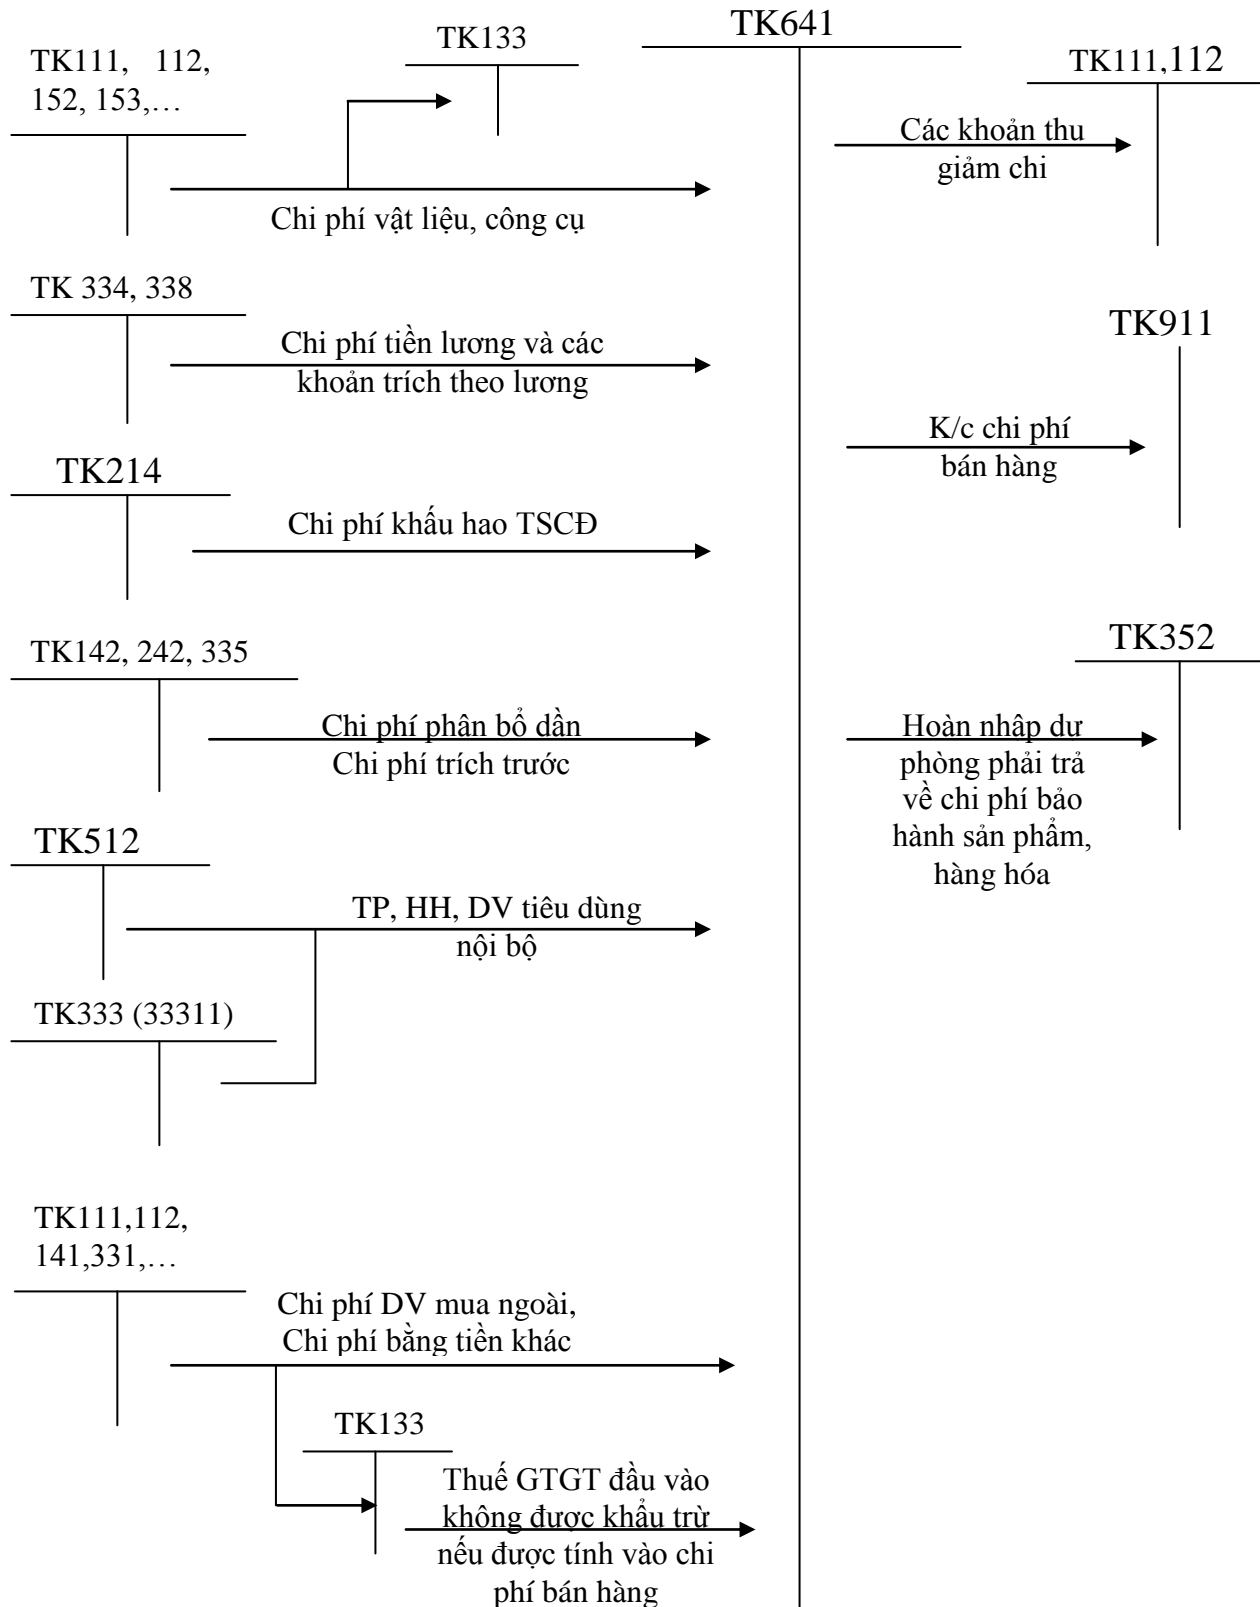 TK641
TK133
TK111, 112,
152, 153,…
TK111,112
Các khoản thu
giảm chi
Chi phí vật liệu, công cụ
TK 334, 338
Chi phí tiền lương và các
khoản trích theo lương
TK911
K/c chi phí
bán hàng
TK214
Chi phí khấu hao TSCĐ
TK142, 242, 335
Chi phí phân bổ dần
Chi phí trích trước
TK352
Hoàn nhập dự
phòng phải trả
về chi phí bảo
hành sản phẩm,
hàng hóa
TK512
TP, HH, DV tiêu dùng
nội bộ
TK333 (33311)
TK111,112,
141,331,…
Chi phí DV mua ngoài,
Chi phí bằng tiền khác
TK133
Thuế GTGT đầu vào
không được khấu trừ
nếu được tính vào chi
phí bán hàng